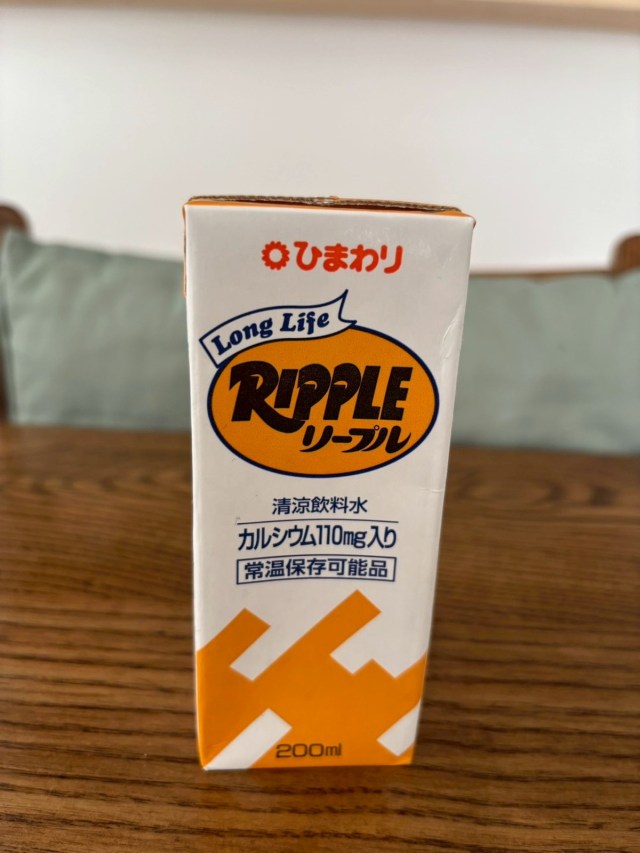 ひまわり
Long Life
RIPPLE
リープル
清涼飲料水
カルシウム110mg入り
常温保存可能品
200ml